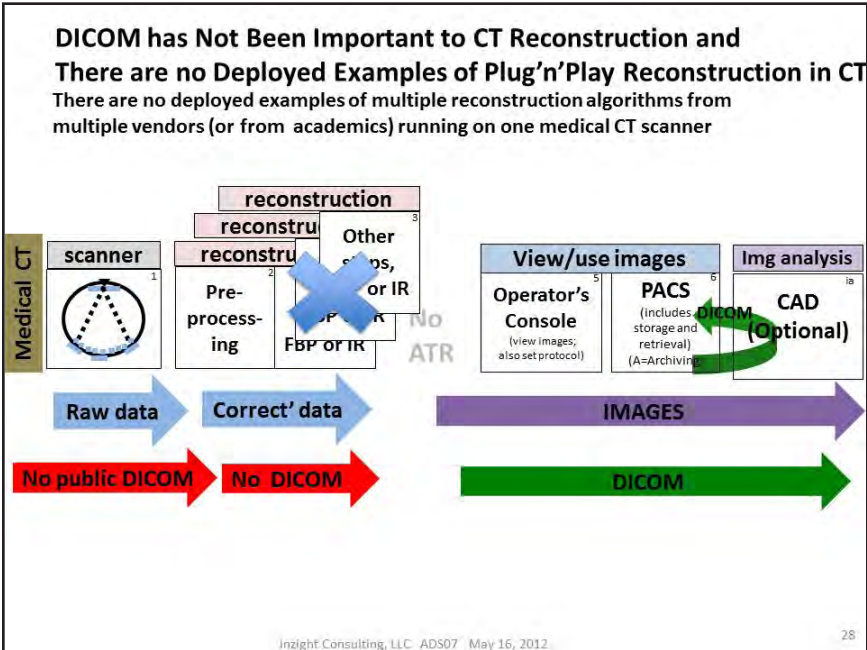 DICOM has Not Been Important to CT Reconstruction and
There are no Deployed Examples of Plug'n'Play Reconstruction in CT
There are no deployed examples of multiple reconstruction algorithms from
multiple vendors (or from academics) running on one medical CT scanner
Medical CT
scanner
1
reconstruction
reconstru
reconstru
2
Pre-
process-
ing
FBP or IR
3
Other
or IR
No
ATR
View/use images
5
Operator's
Console
(view images;
also set protocol)
6
PACS
(includes
storage and
retrieval)
(A=Archiving
DICOM
Img analysis
ia
CAD
(Optional)
Raw data
Correct' data
IMAGES
No public DICOM
No DICOM
DICOM
Inzight Consulting, LLC ADS07 May 16, 2012
28